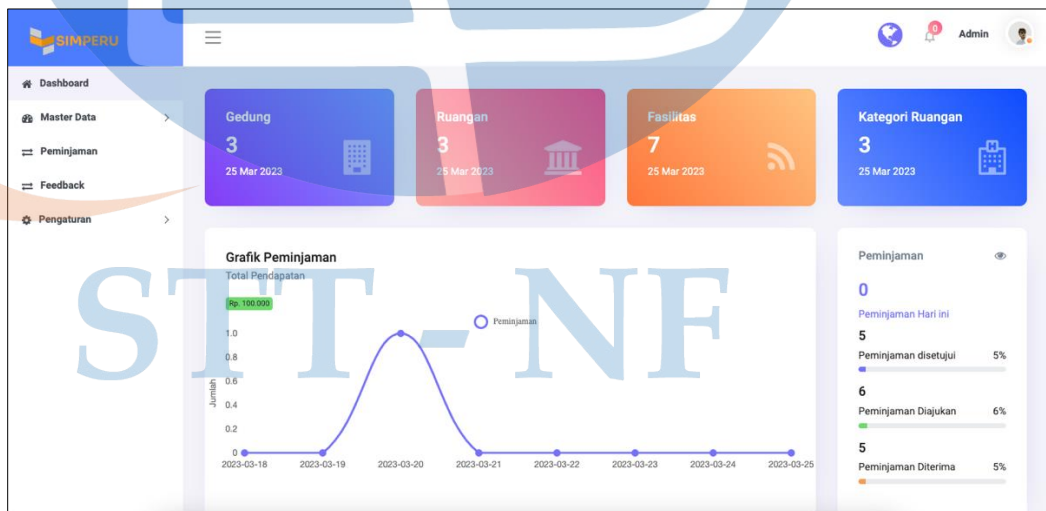 SIMPERU
0
Admin
Dashboard
Master Data
Peminjaman
Feedback
Pengaturan
Gedung
3
25 Mar 2023
Ruangan
3
25 Mar 2023
Fasilitas
7
25 Mar 2023
Kategori Ruangan
3
25 Mar 2023
Grafik Peminjaman
Total Pendapatan
Rp. 100.000
Peminjaman
Jumlah
1.0
0.8
0.6
0.4
0.2
0
2023-03-18 2023-03-19 2023-03-20 2023-03-21 2023-03-22 2023-03-23 2023-03-24 2023-03-25
Peminjaman
0
Peminjaman Hari ini
5
Peminjaman disetujui 5%
6
Peminjaman Diajukan 6%
5
Peminjaman Diterima 5%
STT - NF